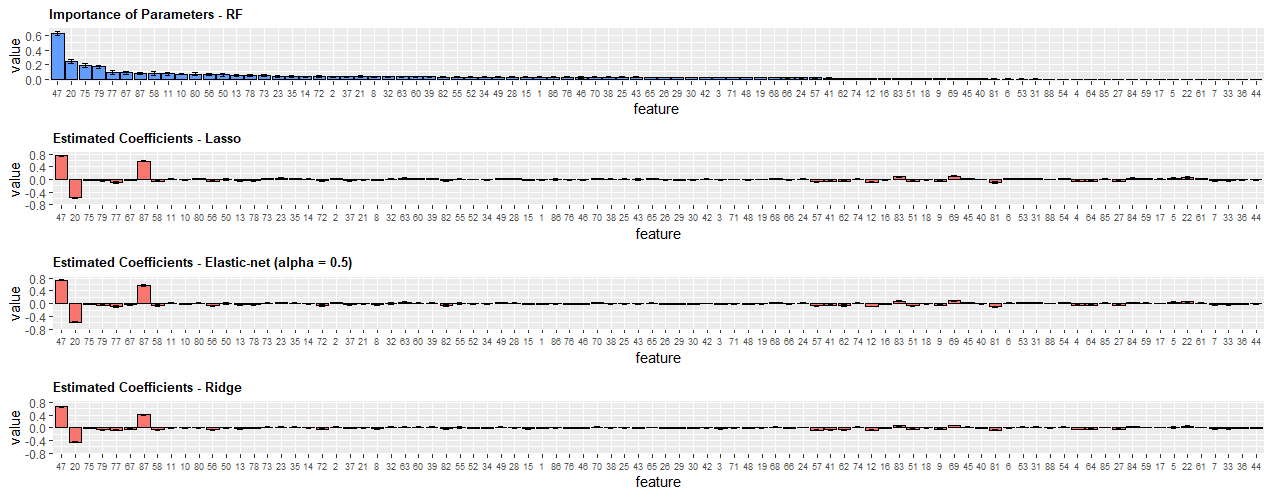 Importance of Parameters - RF
value
0.6
0.4
0.2
0.0
47 20 75 79 77 67 87 58 11 10 80 56 50 13 78 73 23 35 14 72 2 37 21 8 32 63 60 39 82 55 52 34 49 28 15 1 86 76 46 70 38 25 43 65 26 29 30 42 3 71 48 19 68 66 24 57 41 62 74 12 16 83 51 18 9 69 45 40 81 6 53 31 88 54 4 64 85 27 84 59 17 5 22 61 7 33 36 44
feature
Estimated Coefficients - Lasso
value
0.8
0.4
0.0
-0.4
-0.8
47 20 75 79 77 67 87 58 11 10 80 56 50 13 78 73 23 35 14 72 2 37 21 8 32 63 60 39 82 55 52 34 49 28 15 1 86 76 46 70 38 25 43 65 26 29 30 42 3 71 48 19 68 66 24 57 41 62 74 12 16 83 51 18 9 69 45 40 81 6 53 31 88 54 4 64 85 27 84 59 17 5 22 61 7 33 36 44
feature
Estimated Coefficients - Elastic-net (alpha = 0.5)
value
0.8
0.4
0.0
-0.4
-0.8
47 20 75 79 77 67 87 58 11 10 80 56 50 13 78 73 23 35 14 72 2 37 21 8 32 63 60 39 82 55 52 34 49 28 15 1 86 76 46 70 38 25 43 65 26 29 30 42 3 71 48 19 68 66 24 57 41 62 74 12 16 83 51 18 9 69 45 40 81 6 53 31 88 54 4 64 85 27 84 59 17 5 22 61 7 33 36 44
feature
Estimated Coefficients - Ridge
value
0.8
0.4
0.0
-0.4
-0.8
47 20 75 79 77 67 87 58 11 10 80 56 50 13 78 73 23 35 14 72 2 37 21 8 32 63 60 39 82 55 52 34 49 28 15 1 86 76 46 70 38 25 43 65 26 29 30 42 3 71 48 19 68 66 24 57 41 62 74 12 16 83 51 18 9 69 45 40 81 6 53 31 88 54 4 64 85 27 84 59 17 5 22 61 7 33 36 44
feature